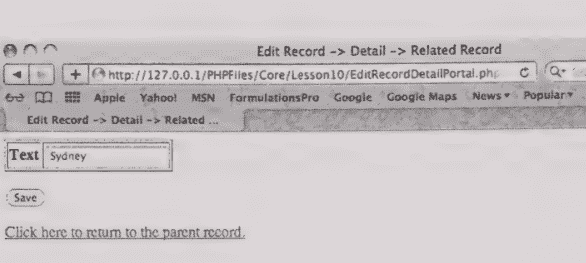 Edit Record -> Detail -> Related Record
http://127.0.0.1/PHPFiles/Core/Lesson10/EditRecordDetailPortal.php
Apple Yahoo! MSN FormulationsPro Google Google Maps News Popular
Edit Record -> Detail -> Related ...
Text Sydney
Save
Click here to return to the parent record.